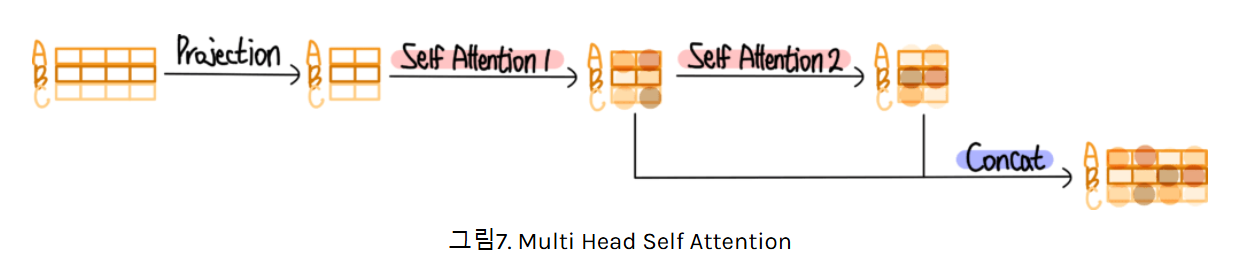 A
B
C
Projection
A
B
C
Self Attention 1
A
B
C
Self Attention 2
A
B
C
Concat
A
B
C
그림7. Multi Head Self Attention